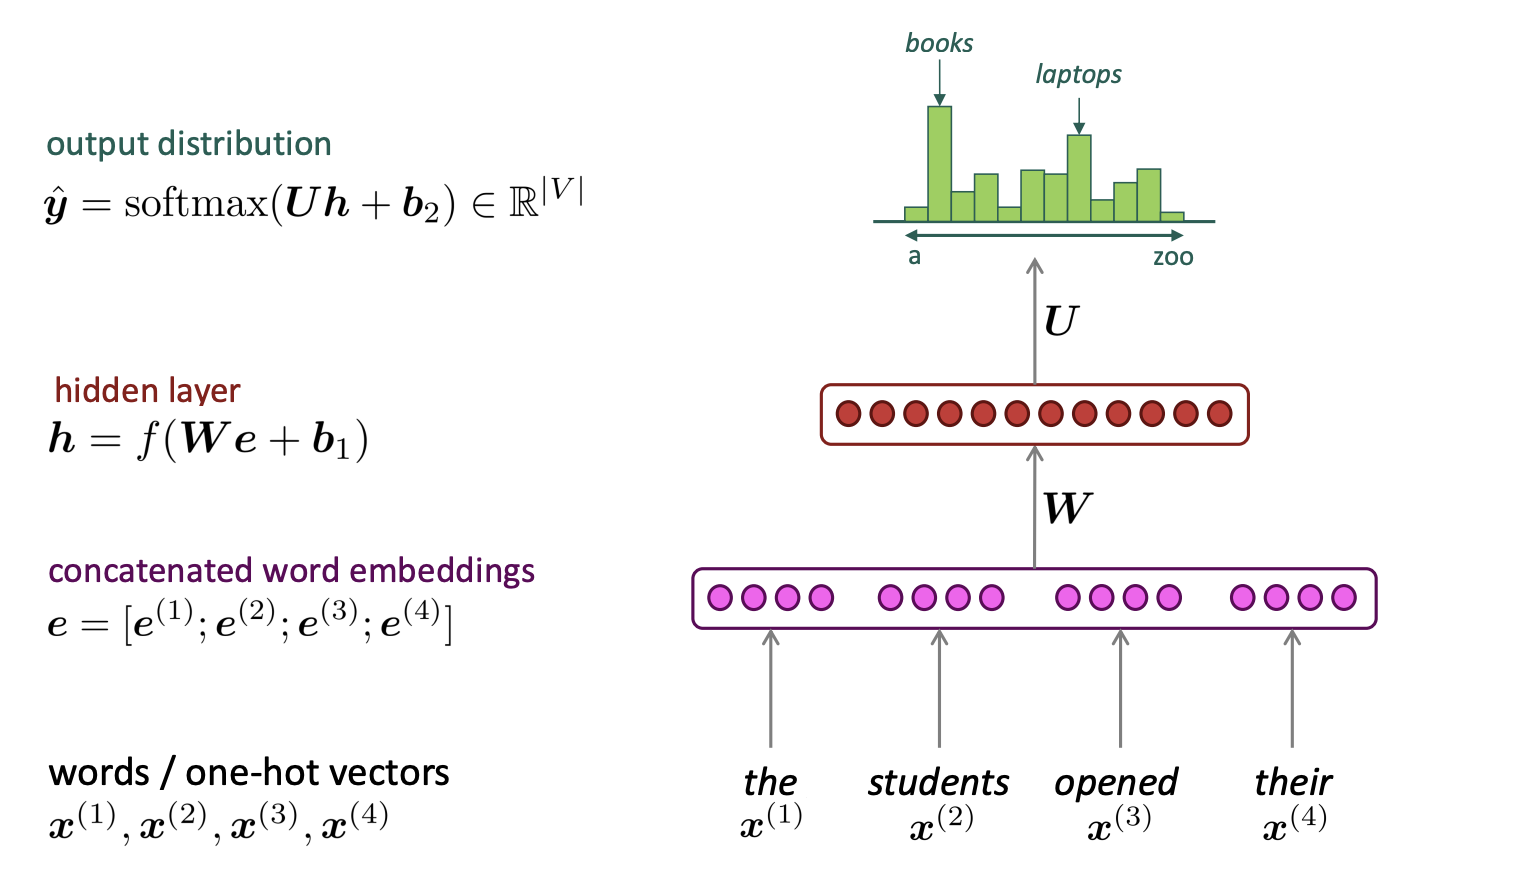 books
laptops
output distribution
ŷ = softmax(Uh + b₂) ∈ ℝ^|V|
a
zoo
U
hidden layer
h = f(We + b₁)
W
concatenated word embeddings
e = [e⁽¹⁾; e⁽²⁾; e⁽³⁾; e⁽⁴⁾]
words / one-hot vectors
x⁽¹⁾, x⁽²⁾, x⁽³⁾, x⁽⁴⁾
the students opened their
x⁽¹⁾ x⁽²⁾ x⁽³⁾ x⁽⁴⁾